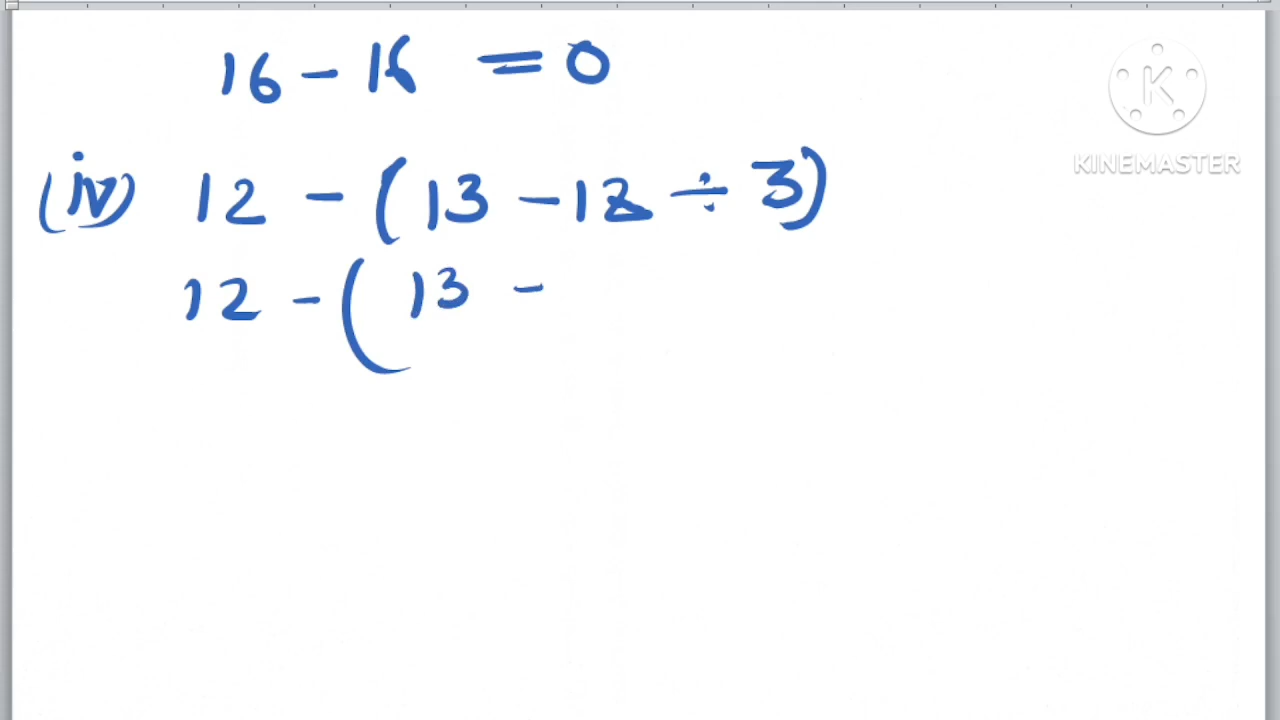 16 - 16 = 0
KINEMASTER
(iv) 12 - (13 - 12 ÷ 3)
12 - ( 13 -